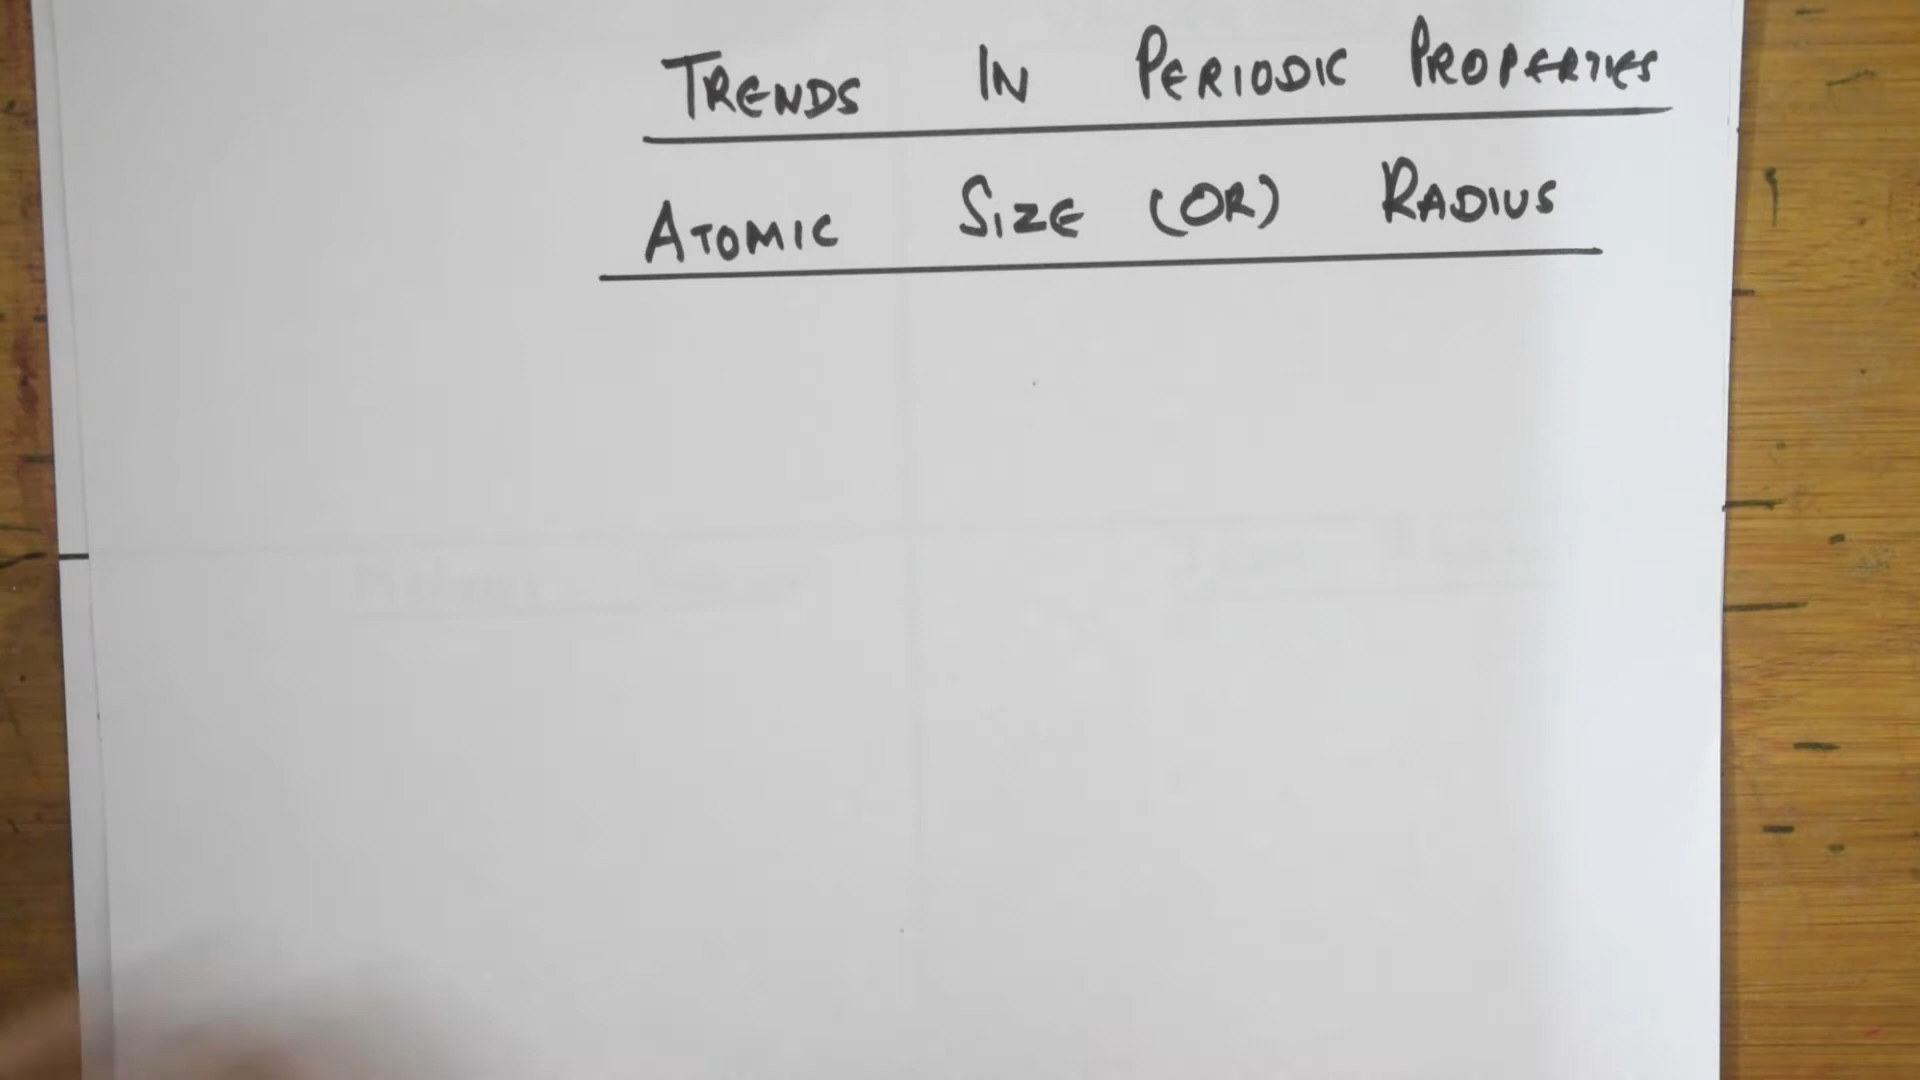 TRENDS IN PERIODIC PROPERTIES
ATOMIC SIZE (OR) RADIUS